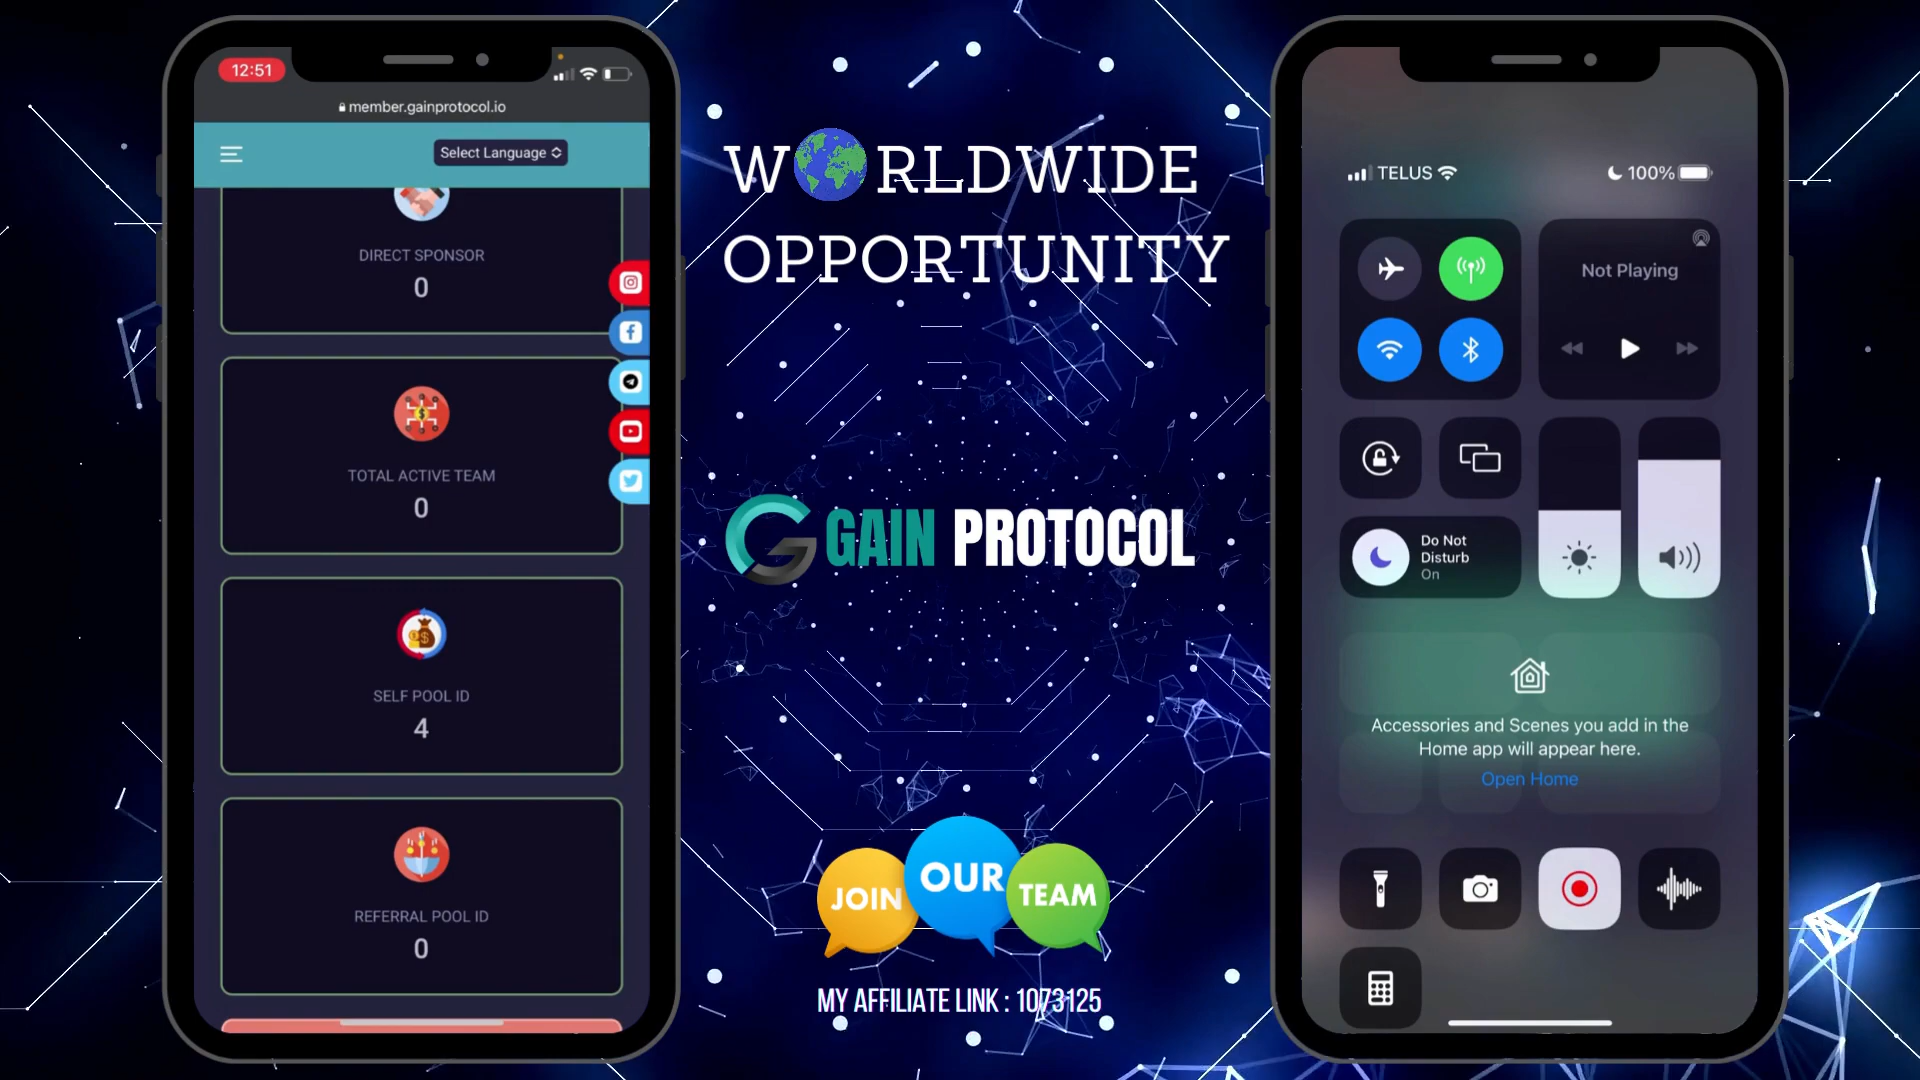 12:51
member.gainprotocol.io
Select Language
DIRECT SPONSOR
0
TOTAL ACTIVE TEAM
0
SELF POOL ID
4
REFERRAL POOL ID
0
WORLDWIDE
OPPORTUNITY
GAIN PROTOCOL
JOIN OUR TEAM
MY AFFILIATE LINK : 1073125
TELUS
100%
Not Playing
Do Not
Disturb
On
Accessories and Scenes you add in the
Home app will appear here.
Open Home